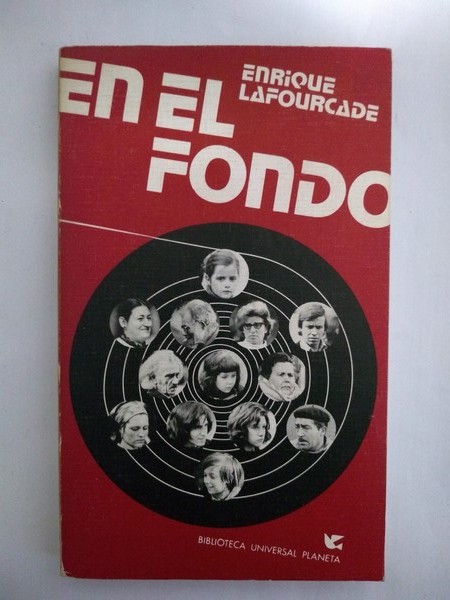 ENRIQUE
LAFOURCADE
EN EL
FONDO
BIBLIOTECA UNIVERSAL PLANETA